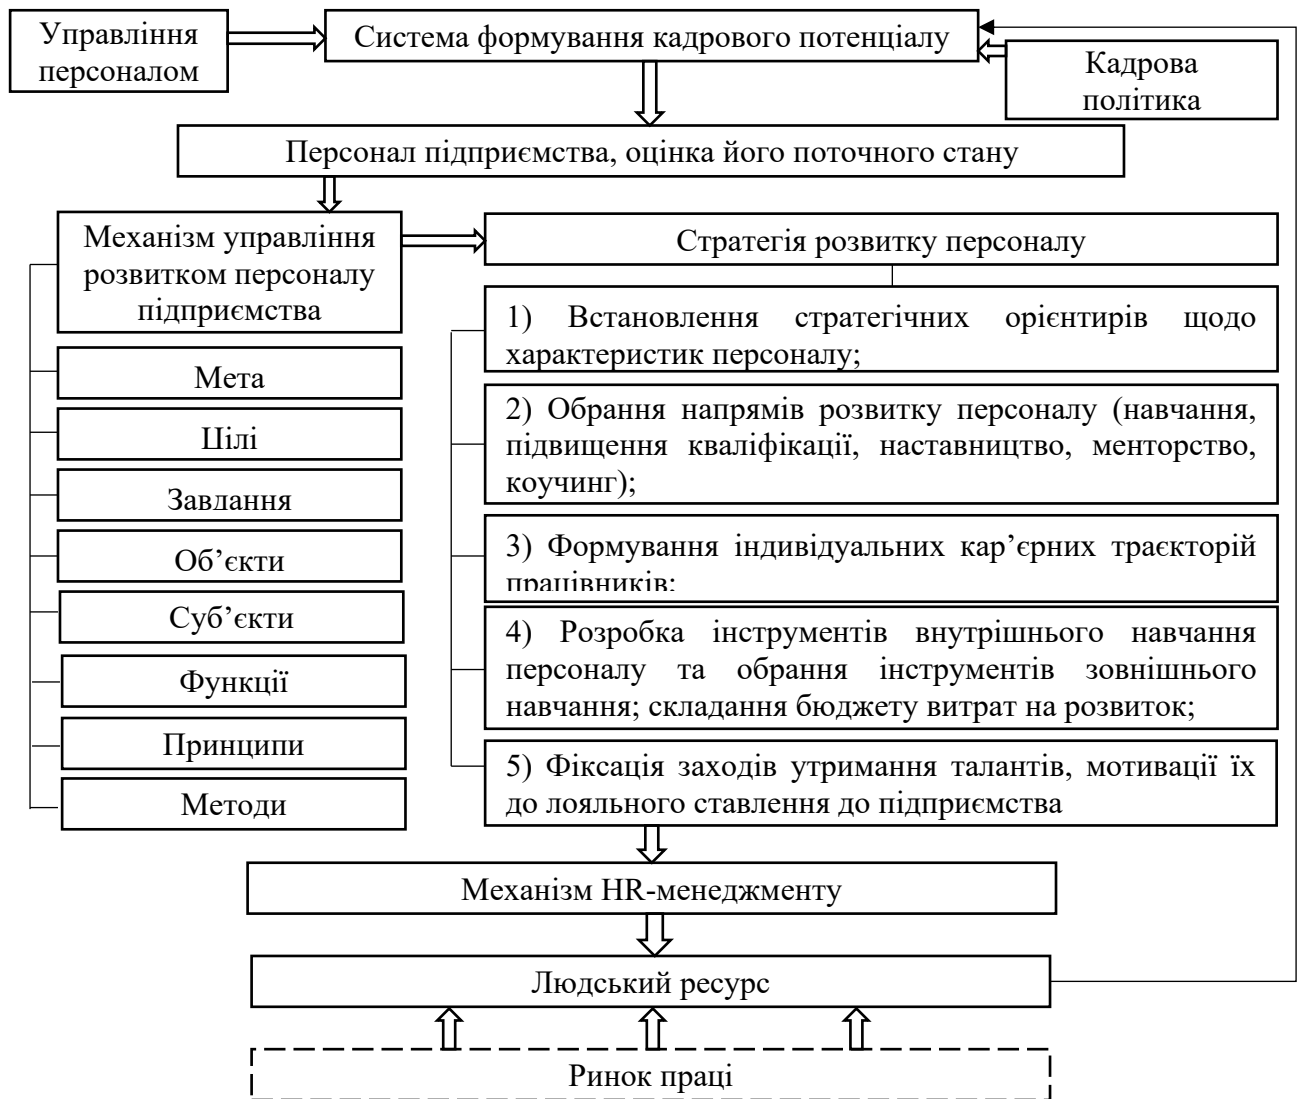 Управління
персоналом
Система формування кадрового потенціалу
Кадрова
політика
Персонал підприємства, оцінка його поточного стану
Механізм управління
розвитком персоналу
підприємства
Мета
Цілі
Завдання
Об’єкти
Суб’єкти
Функції
Принципи
Методи
Стратегія розвитку персоналу
1) Встановлення стратегічних орієнтирів щодо
характеристик персоналу;
2) Обрання напрямів розвитку персоналу (навчання,
підвищення кваліфікації, наставництво, менторство,
коучинг);
3) Формування індивідуальних кар’єрних траєкторій
працівників;
4) Розробка інструментів внутрішнього навчання
персоналу та обрання інструментів зовнішнього
навчання; складання бюджету витрат на розвиток;
5) Фіксація заходів утримання талантів, мотивації їх
до лояльного ставлення до підприємства
Механізм HR-менеджменту
Людський ресурс
Ринок праці